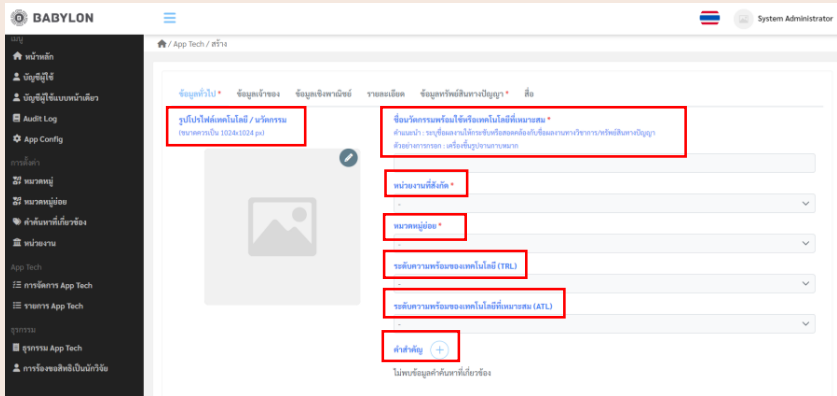 BABYLON
System Administrator
เมนู
หน้าหลัก
บัญชีผู้ใช้
บัญชีผู้ใช้แบบหน้าเดียว
Audit Log
App Config
การตั้งค่า
หมวดหมู่
หมวดหมู่ย่อย
คำค้นหาที่เกี่ยวข้อง
หน่วยงาน
App Tech
การจัดการ App Tech
รายการ App Tech
ธุรกรรม
ธุรกรรม App Tech
การร้องขอสิทธิเป็นนักวิจัย
/ App Tech / สร้าง
ข้อมูลทั่วไป * ข้อมูลเจ้าของ ข้อมูลเชิงพาณิชย์ รายละเอียด ข้อมูลทรัพย์สินทางปัญญา * สื่อ
รูปโปรไฟล์เทคโนโลยี / นวัตกรรม
(ขนาดควรเป็น 1024x1024 px)
ชื่อนวัตกรรมพร้อมใช้หรือเทคโนโลยีที่เหมาะสม *
คำแนะนำ : ระบุชื่อผลงานให้กระชับหรือสอดคล้องกับชื่อผลงานทางวิชาการ/ทรัพย์สินทางปัญญา
ตัวอย่างการกรอก : เครื่องขึ้นรูปจานกาบหมาก
หน่วยงานที่สังกัด *
-
หมวดหมู่ย่อย *
-
ระดับความพร้อมของเทคโนโลยี (TRL)
-
ระดับความพร้อมของเทคโนโลยีที่เหมาะสม (ATL)
-
คำสำคัญ
ไม่พบข้อมูลคำค้นหาที่เกี่ยวข้อง